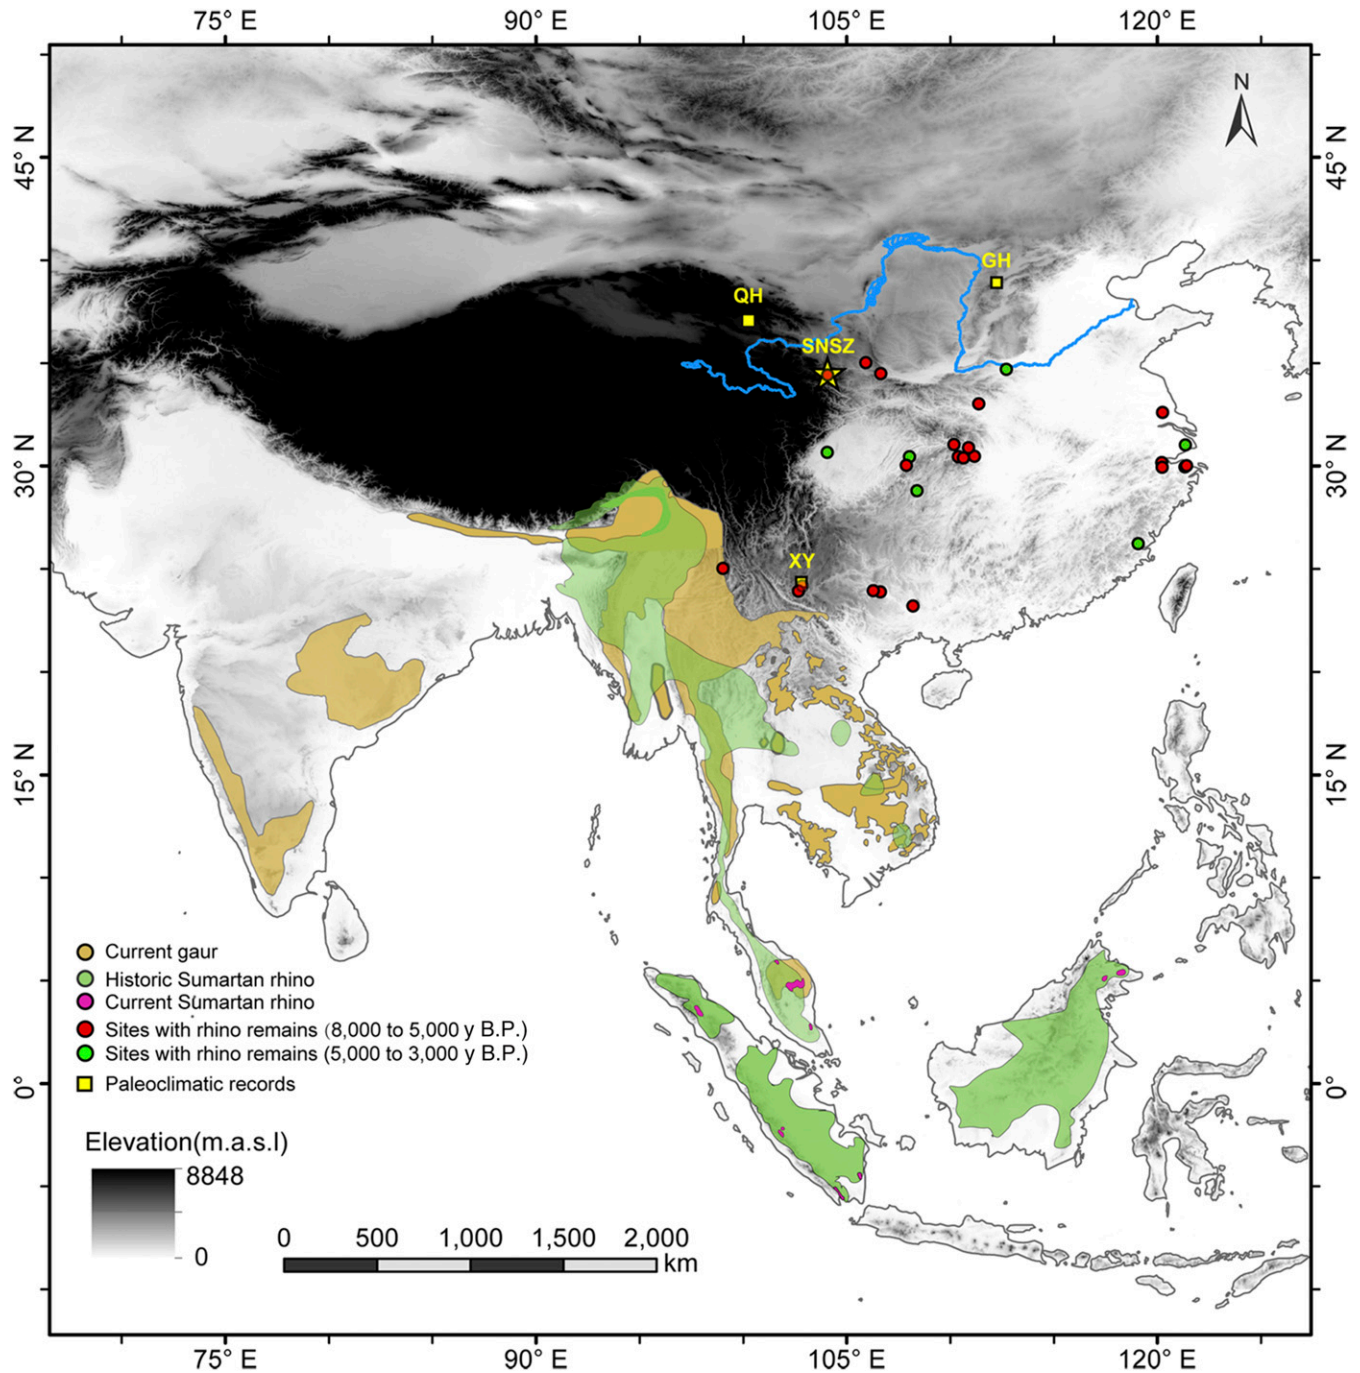 75° E 90° E 105° E 120° E
N
45° N 45° N
GH
QH
SNSZ
30° N 30° N
XY
15° N 15° N
Current gaur
Historic Sumartan rhino
Current Sumartan rhino
Sites with rhino remains (8,000 to 5,000 y B.P.)
Sites with rhino remains (5,000 to 3,000 y B.P.)
Paleoclimatic records
0° 0°
Elevation(m.a.s.l)
8848
0
0 500 1,000 1,500 2,000
km
75° E 90° E 105° E 120° E